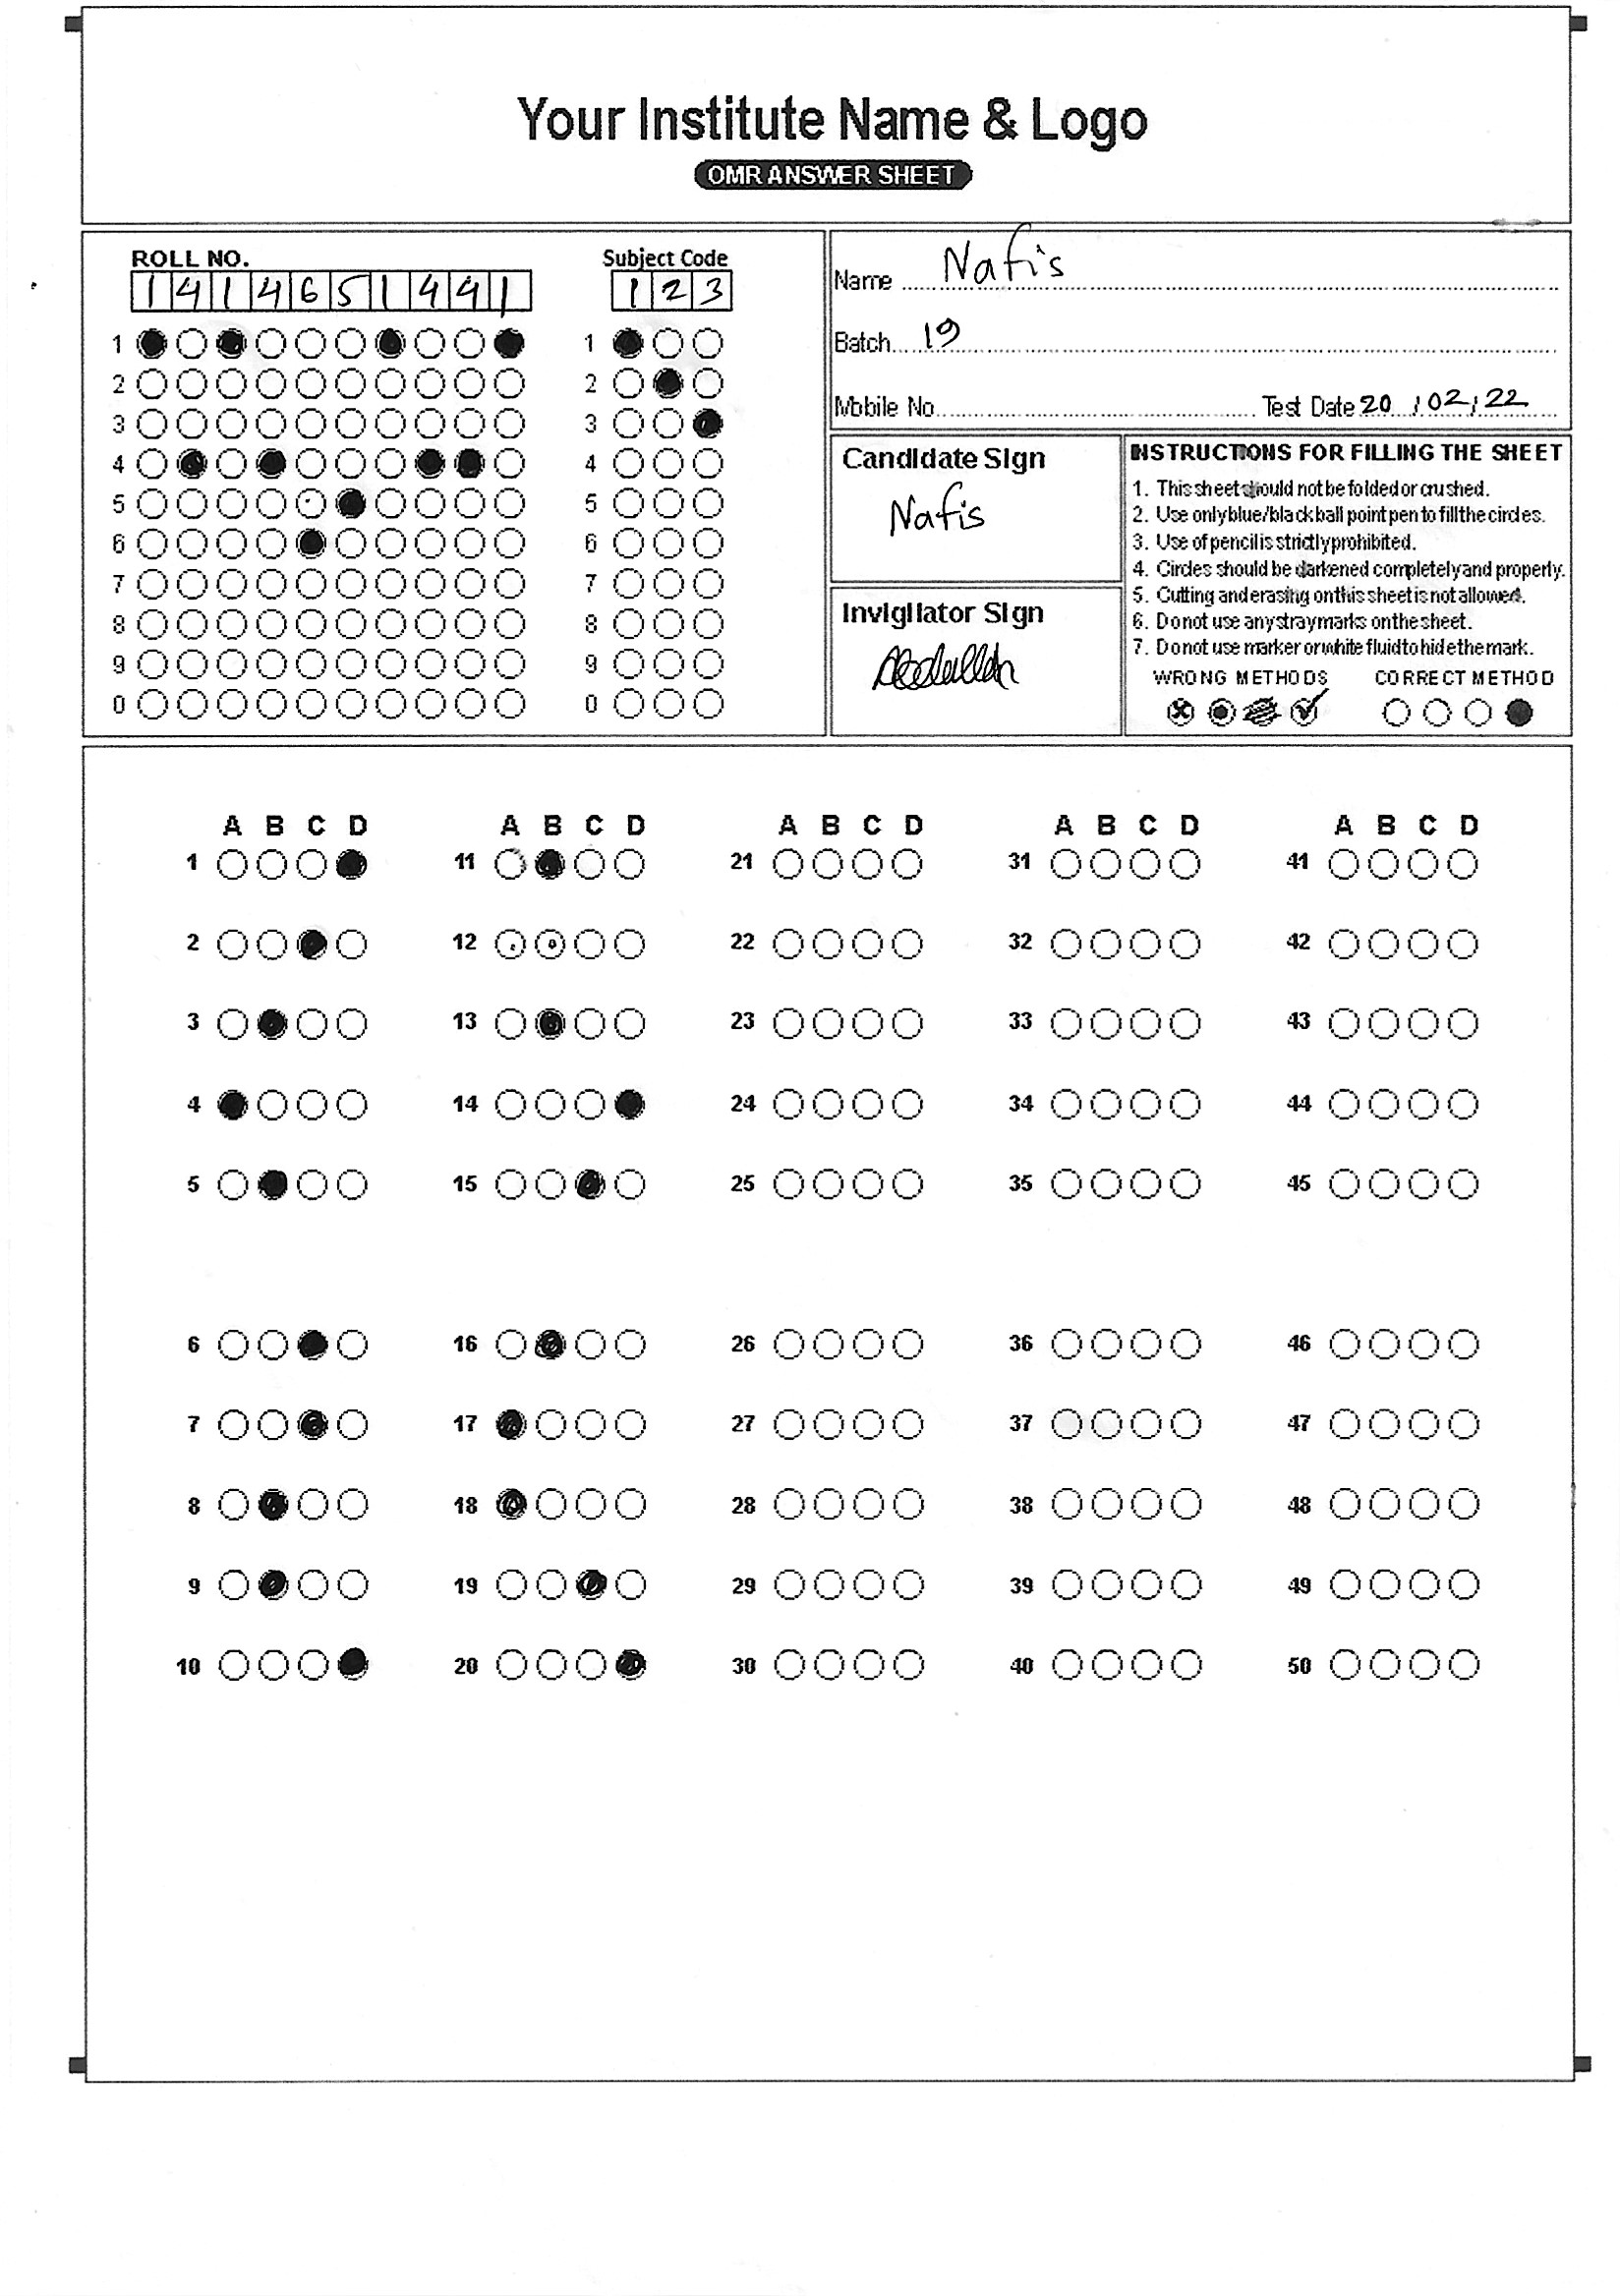 Your Institute Name & Logo
OMR ANSWER SHEET
ROLL NO.
1 4 1 4 6 5 1 4 4 1
1
2
3
4
5
6
7
8
9
0
Subject Code
1 2 3
1
2
3
4
5
6
7
8
9
0
Name Nafis
Batch 19
Mobile No. Test Date 20 / 02 / 22
Candidate Sign
Nafis
Invigilator Sign
Abdullah
INSTRUCTIONS FOR FILLING THE SHEET
1. This sheet should not be folded or crushed.
2. Use only blue/black ball point pen to fill the circles.
3. Use of pencil is strictly prohibited.
4. Circles should be darkened completely and properly.
5. Cutting and erasing on this sheet is not allowed.
6. Do not use any stray marks on the sheet.
7. Do not use marker or white fluid to hide the mark.
WRONG METHODS CORRECT METHOD
A B C D
1
2
3
4
5
6
7
8
9
10
A B C D
11
12
13
14
15
16
17
18
19
20
A B C D
21
22
23
24
25
26
27
28
29
30
A B C D
31
32
33
34
35
36
37
38
39
40
A B C D
41
42
43
44
45
46
47
48
49
50